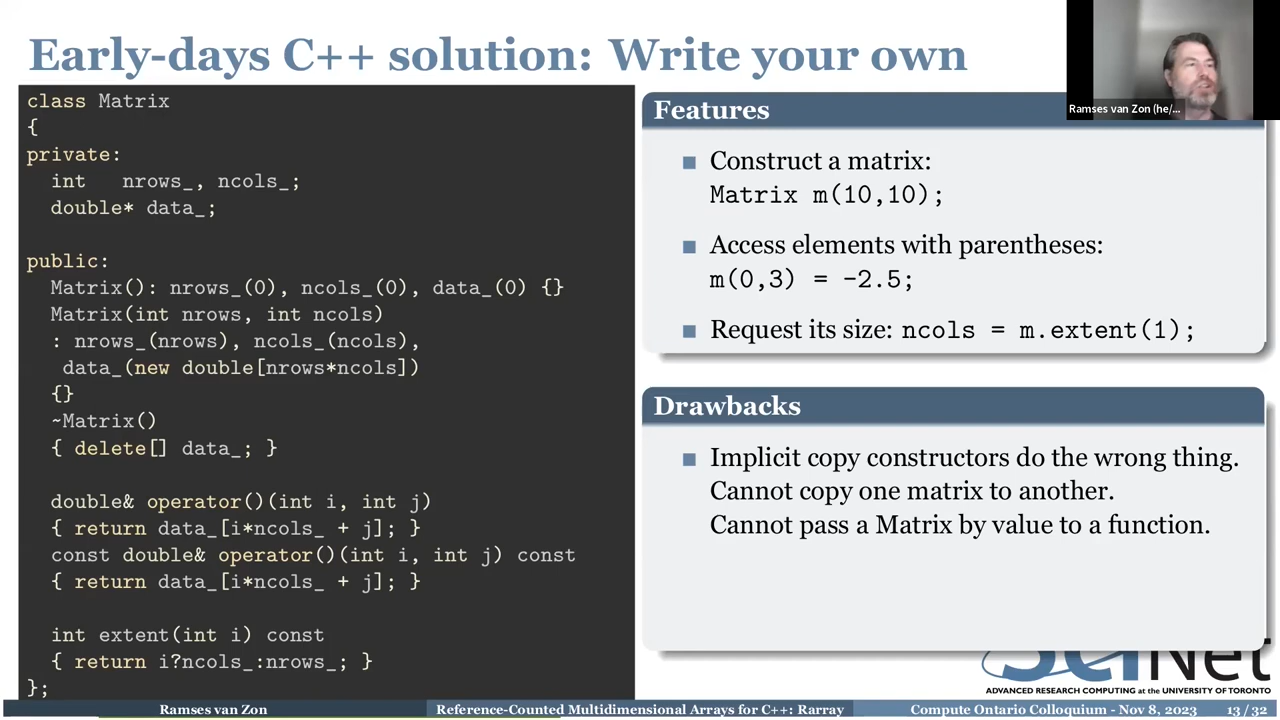 Early-days C++ solution: Write your own
class Matrix
{
private:
int nrows_, ncols_;
double* data_;
public:
Matrix(): nrows_(0), ncols_(0), data_(0) {}
Matrix(int nrows, int ncols)
: nrows_(nrows), ncols_(ncols),
data_(new double[nrows*ncols])
{}
~Matrix()
{ delete[] data_; }
double& operator()(int i, int j)
{ return data_[i*ncols_ + j]; }
const double& operator()(int i, int j) const
{ return data_[i*ncols_ + j]; }
int extent(int i) const
{ return i?ncols_:nrows_; }
};
Features
Construct a matrix:
Matrix m(10,10);
Access elements with parentheses:
m(0,3) = -2.5;
Request its size: ncols = m.extent(1);
Drawbacks
Implicit copy constructors do the wrong thing.
Cannot copy one matrix to another.
Cannot pass a Matrix by value to a function.
Ramses van Zon (he/...
SciNet
ADVANCED RESEARCH COMPUTING at the UNIVERSITY OF TORONTO
Ramses van Zon
Reference-Counted Multidimensional Arrays for C++: Rarray
Compute Ontario Colloquium - Nov 8, 2023
13 / 32